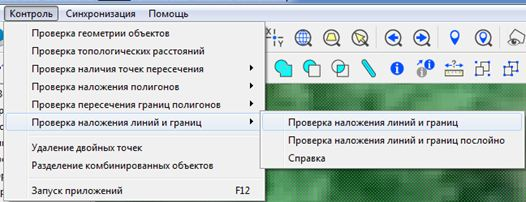 Контроль Синхронизация Помощь
Проверка геометрии объектов
Проверка топологических расстояний
Проверка наличия точек пересечения
Проверка наложения полигонов
Проверка пересечения границ полигонов
Проверка наложения линий и границ
Удаление двойных точек
Разделение комбинированных объектов
Запуск приложений F12
Проверка наложения линий и границ
Проверка наложения линий и границ послойно
Справка